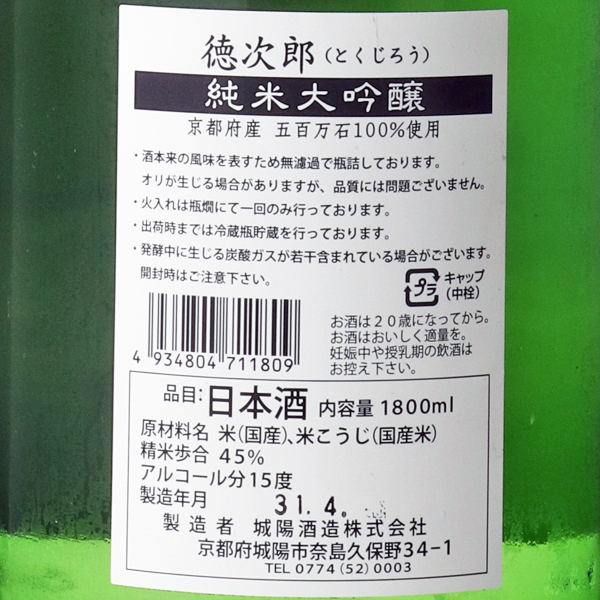 徳次郎(とくじろう)
純米大吟醸
京都府産 五百万石100%使用
・酒本来の風味を表すため無濾過で瓶詰しております。
オリが生じる場合がありますが、品質には問題ございません。
・火入れは瓶燗にて一回のみ行っております。
・出荷時までは冷蔵瓶貯蔵を行っております。
・発酵中に生じる炭酸ガスが若干含まれている場合がございます。
開封時はご注意下さい。
プラ
キャップ
(中栓)
お酒は20歳になってから。
お酒はおいしく適量を。
妊娠中や授乳期の飲酒は
お控え下さい。
4 934804 711809
品目:日本酒 内容量 1800ml
原材料名 米(国産)、米こうじ(国産米)
精米歩合 45%
アルコール分15度
製造年月 31.4.
製造者 城陽酒造株式会社
京都府城陽市奈島久保野34-1
TEL 0774 (52) 0003